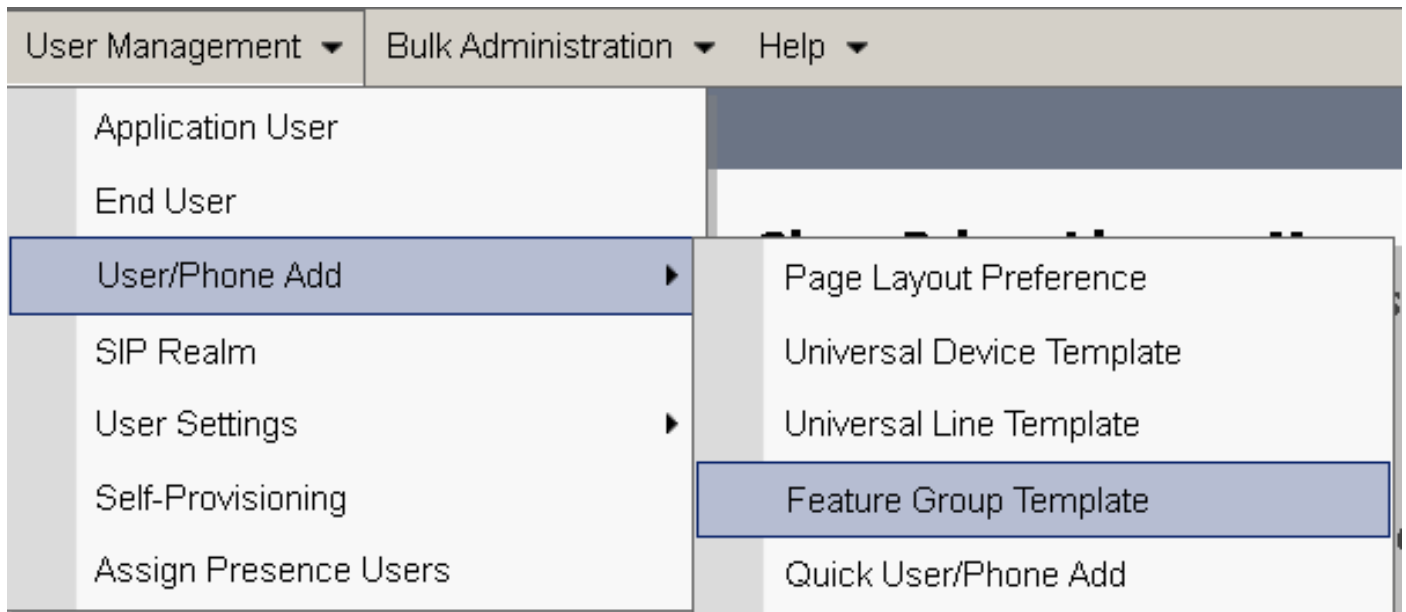 User Management Bulk Administration Help
Application User
End User
User/Phone Add
SIP Realm
User Settings
Self-Provisioning
Assign Presence Users
Page Layout Preference
Universal Device Template
Universal Line Template
Feature Group Template
Quick User/Phone Add